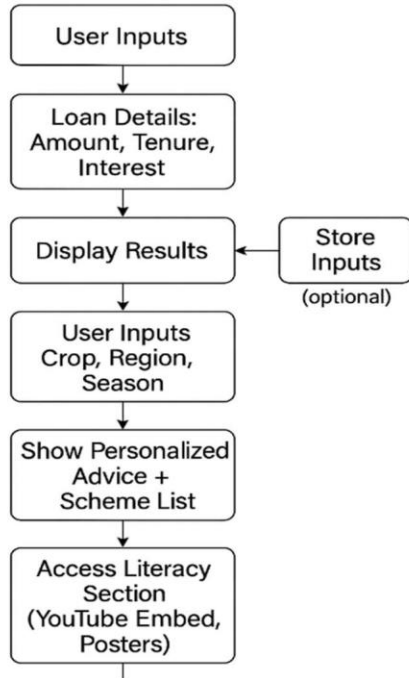 User Inputs
Loan Details:
Amount, Tenure,
Interest
Display Results
Store
Inputs
(optional)
User Inputs
Crop, Region,
Season
Show Personalized
Advice +
Scheme List
Access Literacy
Section
(YouTube Embed,
Posters)